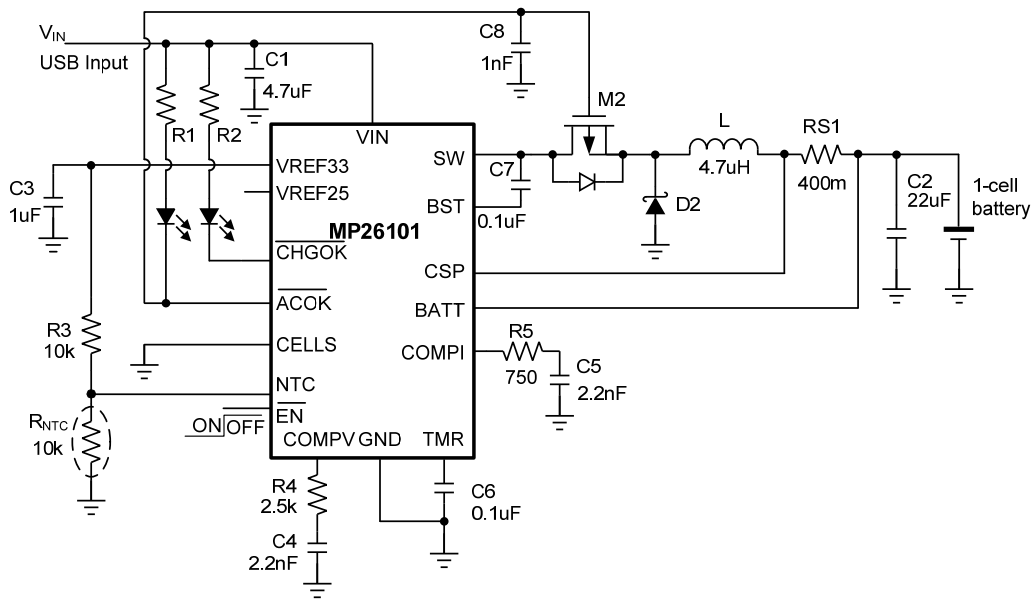 VIN
USB Input
C1
4.7uF
R1
R2
C8
1nF
M2
L
4.7uH
RS1
400m
C2
22uF
1-cell
battery
C3
1uF
VIN
VREF33
VREF25
MP26101
CHGOK
ACOK
CELLS
NTC
EN
COMPV
GND
TMR
SW
BST
CSP
BATT
COMPI
C7
0.1uF
D2
R3
10k
RNTC
10k
ON
OFF
R5
750
C5
2.2nF
R4
2.5k
C4
2.2nF
C6
0.1uF